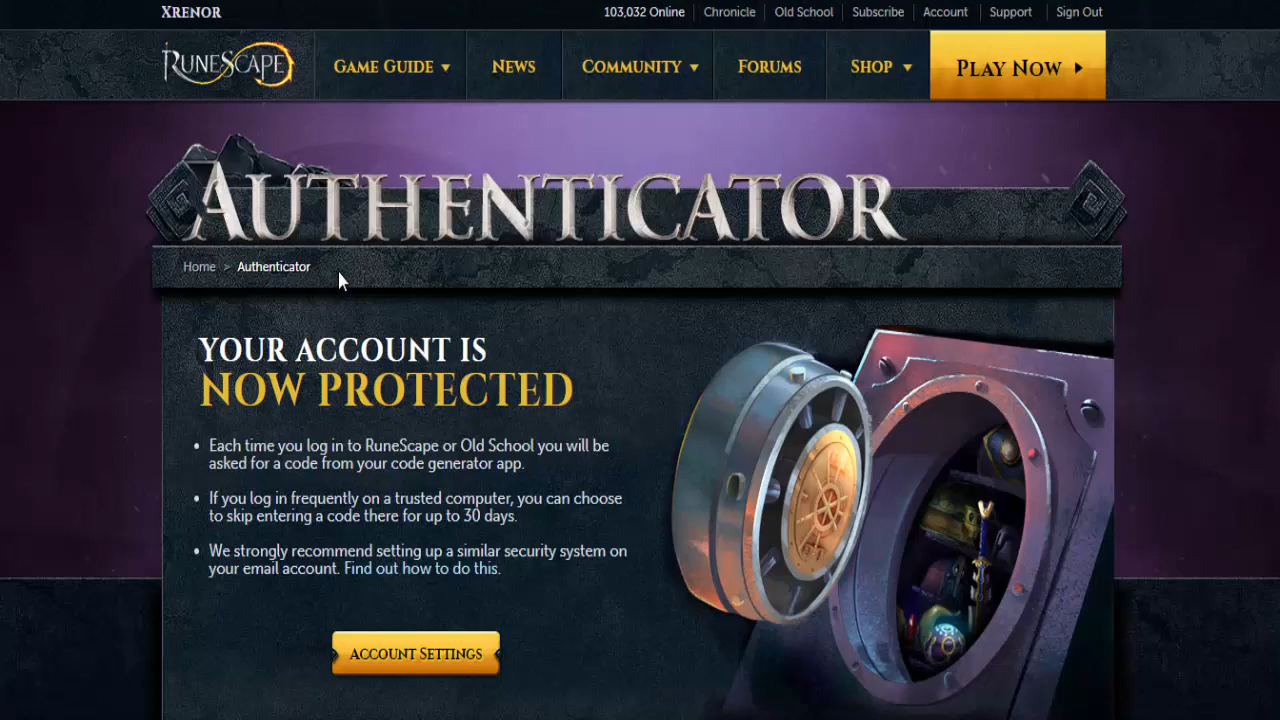 XRENOR
103,032 Online Chronicle Old School Subscribe Account Support Sign Out
RUNESCAPE
GAME GUIDE NEWS COMMUNITY FORUMS SHOP PLAY NOW
AUTHENTICATOR
Home > Authenticator
YOUR ACCOUNT IS
NOW PROTECTED
• Each time you log in to RuneScape or Old School you will be
asked for a code from your code generator app.
• If you log in frequently on a trusted computer, you can choose
to skip entering a code there for up to 30 days.
• We strongly recommend setting up a similar security system on
your email account. Find out how to do this.
ACCOUNT SETTINGS